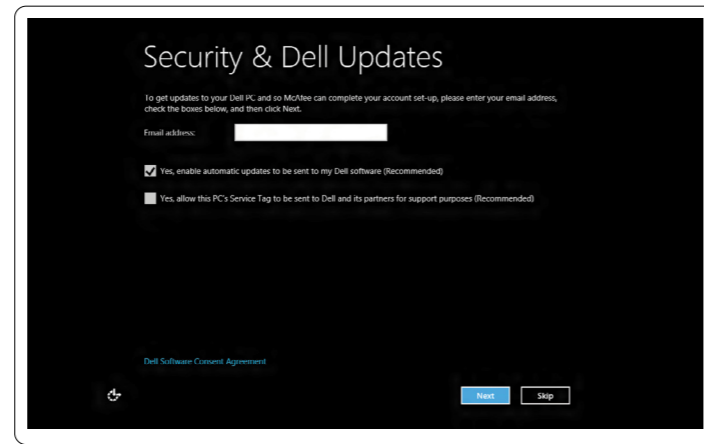 Security & Dell Updates
To get updates to your Dell PC and so McAfee can complete your account set-up, please enter your email address,
check the boxes below, and then click Next.
Email address:
Yes, enable automatic updates to be sent to my Dell software (Recommended)
Yes, allow this PC's Service Tag to be sent to Dell and its partners for support purposes (Recommended)
Dell Software Consent Agreement
Next Skip